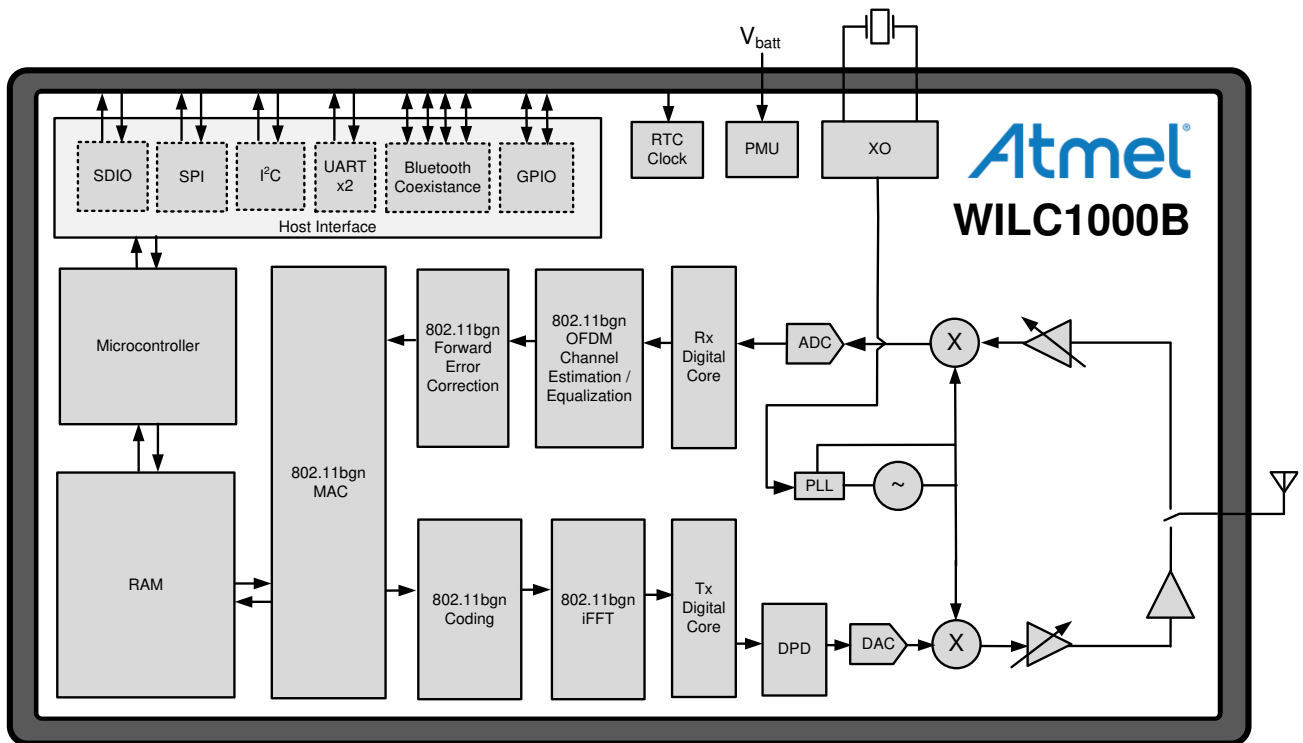 V_batt
Atmel®
WILC1000B
RTC
Clock
PMU
XO
SDIO
SPI
I²C
UART
x2
Bluetooth
Coexistance
GPIO
Host Interface
Microcontroller
RAM
802.11bgn
MAC
802.11bgn
Forward
Error
Correction
802.11bgn
OFDM
Channel
Estimation /
Equalization
Rx
Digital
Core
ADC
X
PLL
~
802.11bgn
Coding
802.11bgn
iFFT
Tx
Digital
Core
DPD
DAC
X